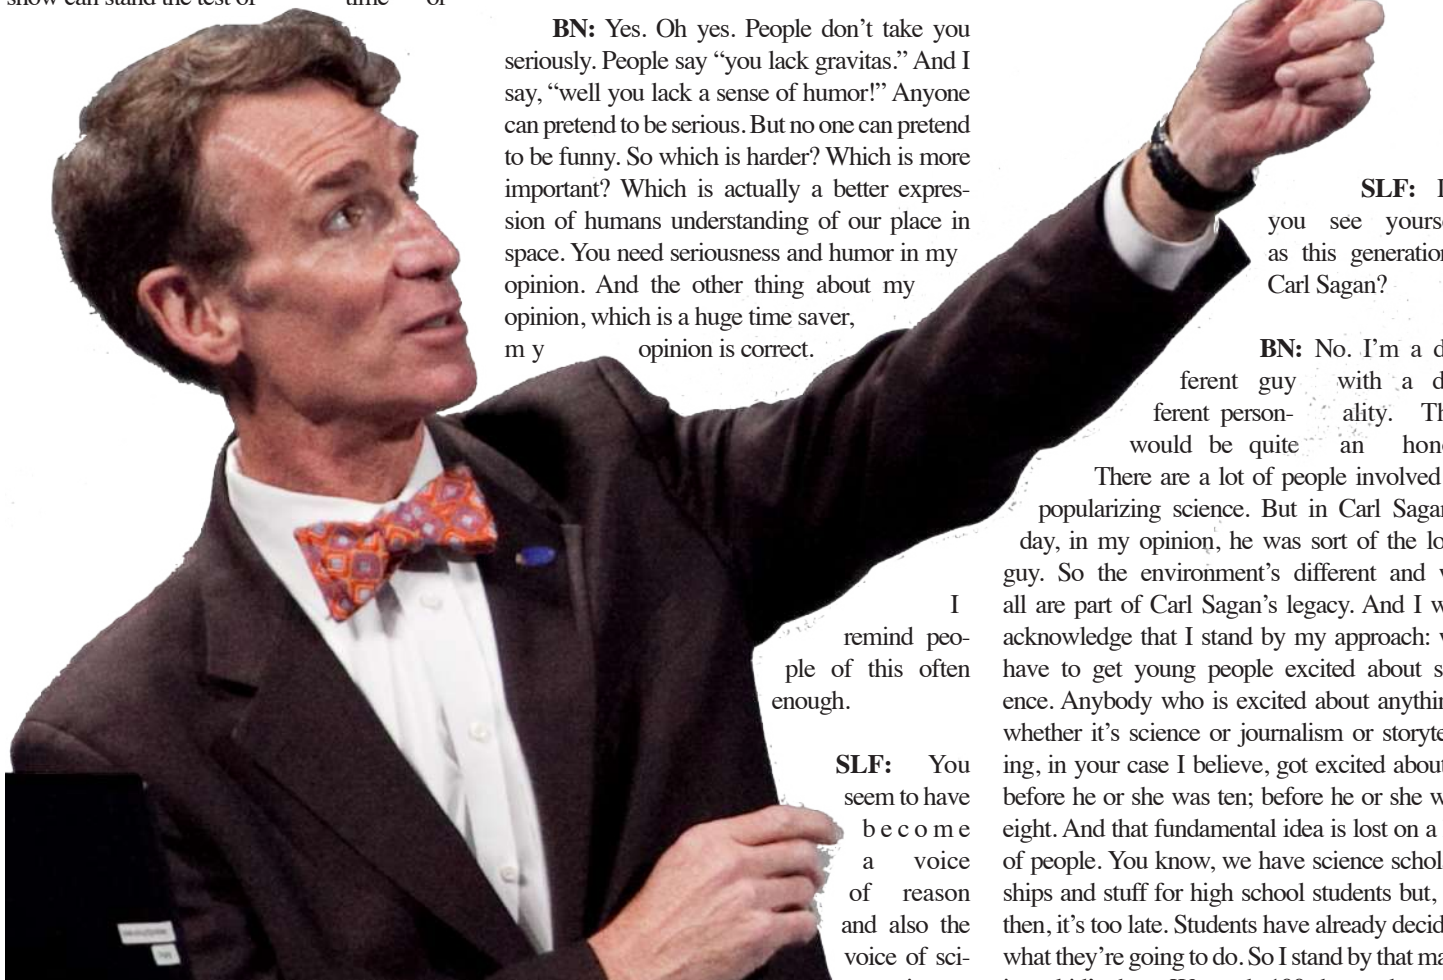 show can stand the test of time or
BN: Yes. Oh yes. People don’t take you
seriously. People say “you lack gravitas.” And I
say, “well you lack a sense of humor!” Anyone
can pretend to be serious. But no one can pretend
to be funny. So which is harder? Which is more
important? Which is actually a better expres-
sion of humans understanding of our place in
space. You need seriousness and humor in my
opinion. And the other thing about my
opinion, which is a huge time saver,
m y opinion is correct.
I
remind peo-
ple of this often
enough.
SLF: You
seem to have
b e c o m e
a voice
of reason
and also the
voice of sci-
SLF:
you see yourse
as this generation
Carl Sagan?
BN: No. I’m a d
ferent guy with a d
ferent person- ality. Th
would be quite an hono
There are a lot of people involved
popularizing science. But in Carl Sagan
day, in my opinion, he was sort of the lo
guy. So the environment’s different and w
all are part of Carl Sagan’s legacy. And I w
acknowledge that I stand by my approach: w
have to get young people excited about s
ence. Anybody who is excited about anythin
whether it’s science or journalism or storyte
ing, in your case I believe, got excited about
before he or she was ten; before he or she w
eight. And that fundamental idea is lost on a
of people. You know, we have science schol
ships and stuff for high school students but,
then, it’s too late. Students have already decid
what they’re going to do. So I stand by that ma